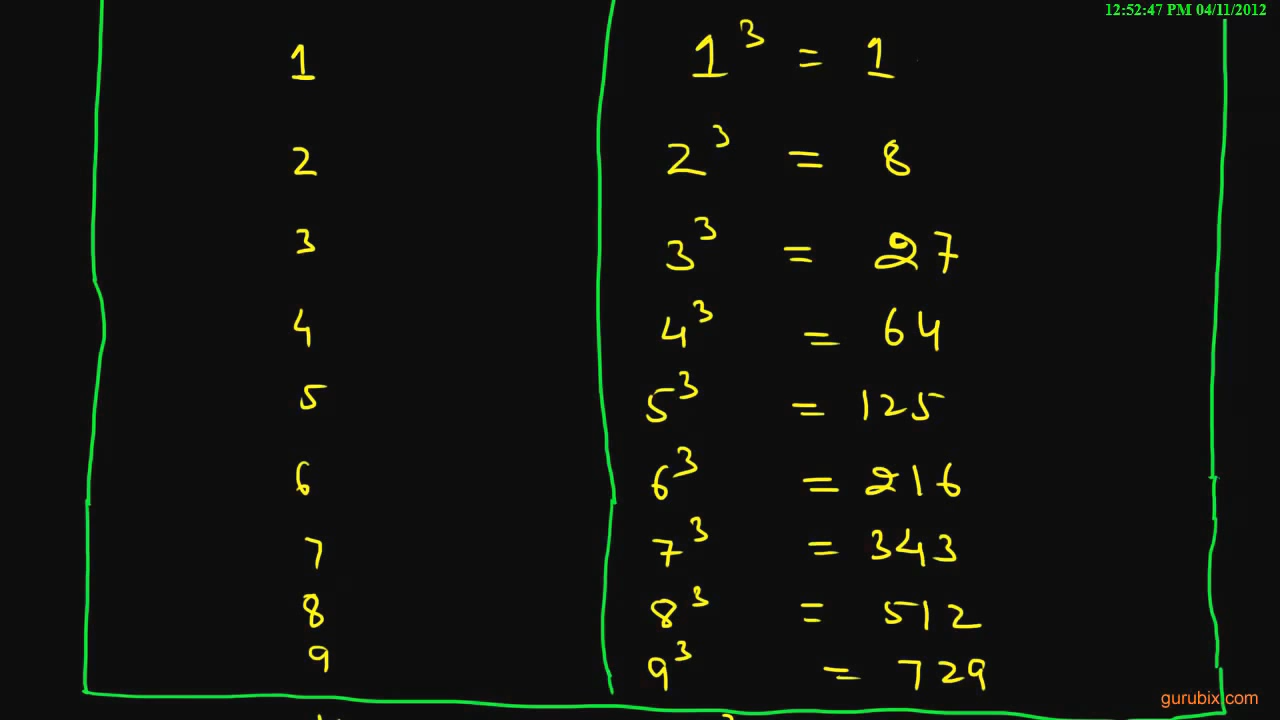 12:52:47 PM 04/11/2012
1 1³ = 1
2 2³ = 8
3 3³ = 27
4 4³ = 64
5 5³ = 125
6 6³ = 216
7 7³ = 343
8 8³ = 512
9 9³ = 729
gurubix.com